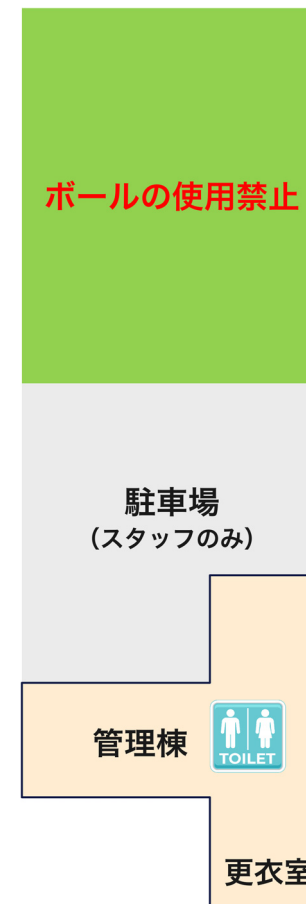 ボールの使用禁止
駐車場
（スタッフのみ）
管理棟
TOILET
更衣室